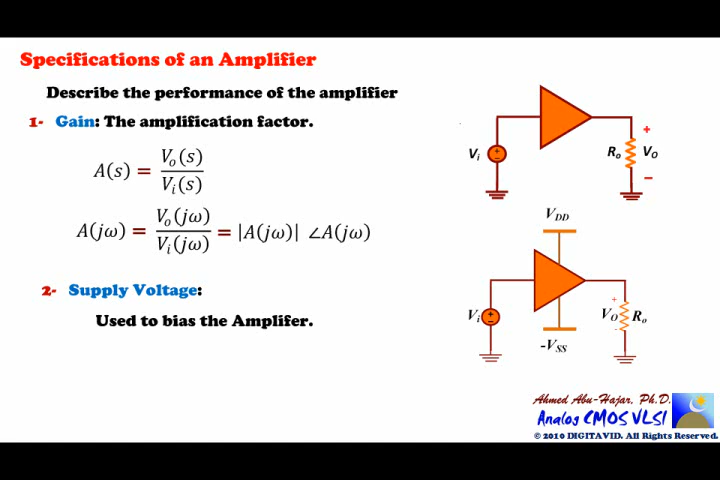 Specifications of an Amplifier
Describe the performance of the amplifier
1- Gain: The amplification factor.
A(s) = Vₒ(s) / Vᵢ(s)
A(jω) = Vₒ(jω) / Vᵢ(jω) = |A(jω)| ∠A(jω)
2- Supply Voltage:
Used to bias the Amplifer.
Vᵢ
+
Rₒ
Vₒ
−
V_DD
Vᵢ
+
Vₒ
Rₒ
-
-V_SS
Ahmed Abu-Hajar, Ph.D.
Analog CMOS VLSI
© 2010 DIGITAVID. All Rights Reserved.